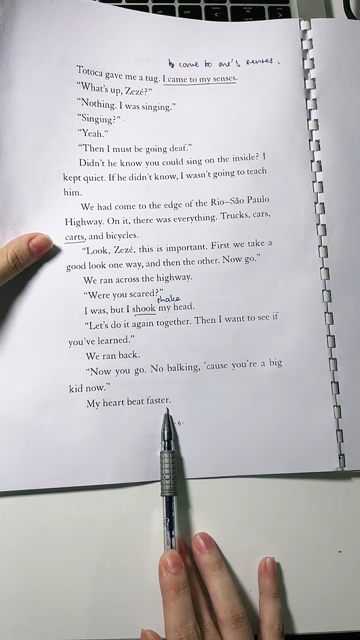 ↳ come to one's senses.
Totoca gave me a tug. I came to my senses.
"What's up, Zezé?"
"Nothing. I was singing."
"Singing?"
"Yeah."
"Then I must be going deaf."
Didn't he know you could sing on the inside? I
kept quiet. If he didn't know, I wasn't going to teach
him.
We had come to the edge of the Rio–São Paulo
Highway. On it, there was everything. Trucks, cars,
carts, and bicycles.
"Look, Zezé, this is important. First we take a
good look one way, and then the other. Now go."
We ran across the highway.
"Were you scared?"
shake
I was, but I shook my head.
"Let's do it again together. Then I want to see if
you've learned."
We ran back.
"Now you go. No balking, 'cause you're a big
kid now."
My heart beat faster.
·6·